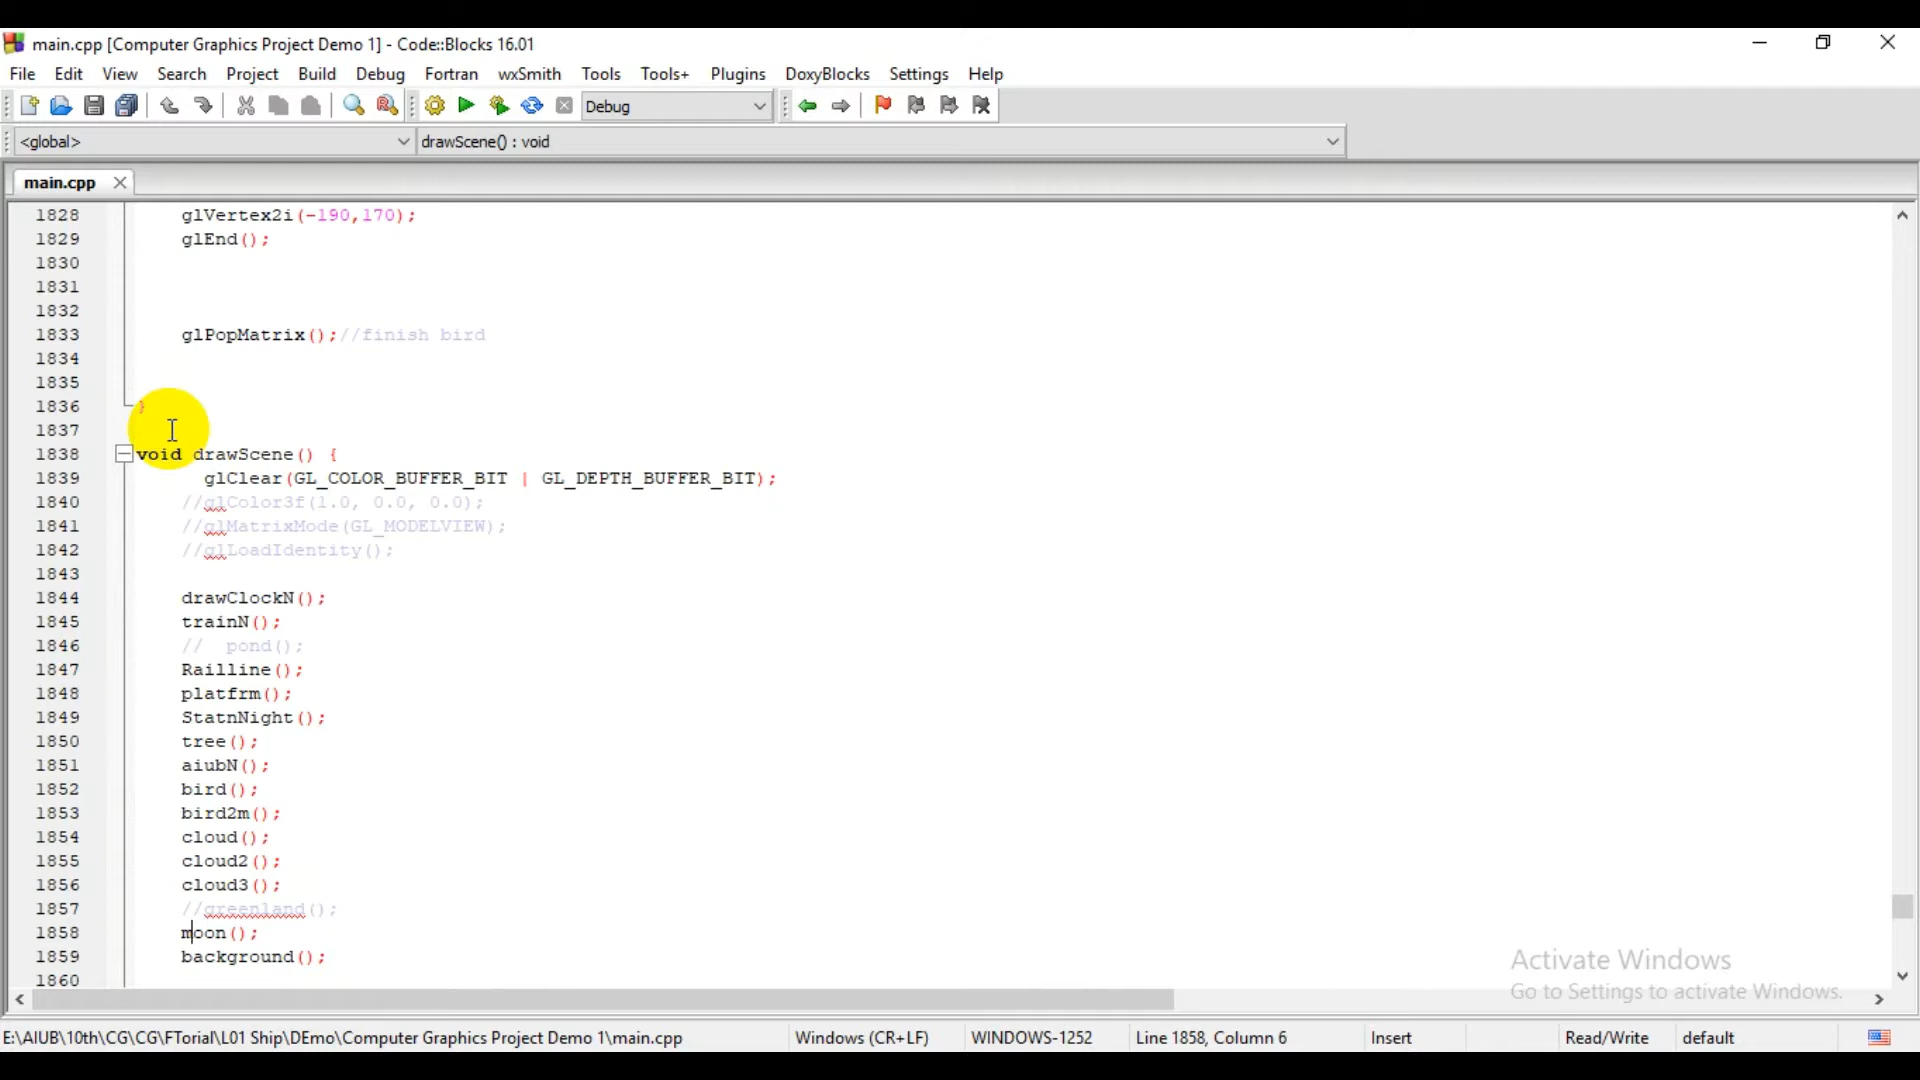 main.cpp [Computer Graphics Project Demo 1] - Code::Blocks 16.01
File Edit View Search Project Build Debug Fortran wxSmith Tools Tools+ Plugins DoxyBlocks Settings Help
Debug
<global> drawScene() : void
main.cpp
1828 glVertex2i(-190,170);
1829 glEnd();
1830
1831
1832
1833 glPopMatrix();//finish bird
1834
1835
1836 }
1837
1838 void drawScene() {
1839 glClear(GL_COLOR_BUFFER_BIT | GL_DEPTH_BUFFER_BIT);
1840 //glColor3f(1.0, 0.0, 0.0);
1841 //glMatrixMode(GL_MODELVIEW);
1842 //glLoadIdentity();
1843
1844 drawClockN();
1845 trainN();
1846 // pond();
1847 Railline();
1848 platfrm();
1849 StatnNight();
1850 tree();
1851 aiubN();
1852 bird();
1853 bird2m();
1854 cloud();
1855 cloud2();
1856 cloud3();
1857 //greenland();
1858 moon();
1859 background();
1860
Activate Windows
Go to Settings to activate Windows.
E:\AIUB\10th\CG\CG\FTorial\L01 Ship\DEmo\Computer Graphics Project Demo 1\main.cpp Windows (CR+LF) WINDOWS-1252 Line 1858, Column 6 Insert Read/Write default